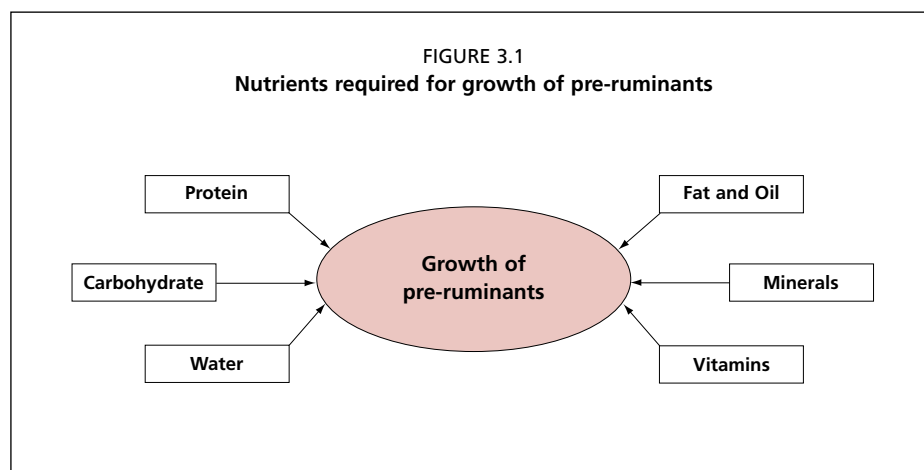 FIGURE 3.1
Nutrients required for growth of pre-ruminants
Protein
Carbohydrate
Water
Growth of
pre-ruminants
Fat and Oil
Minerals
Vitamins